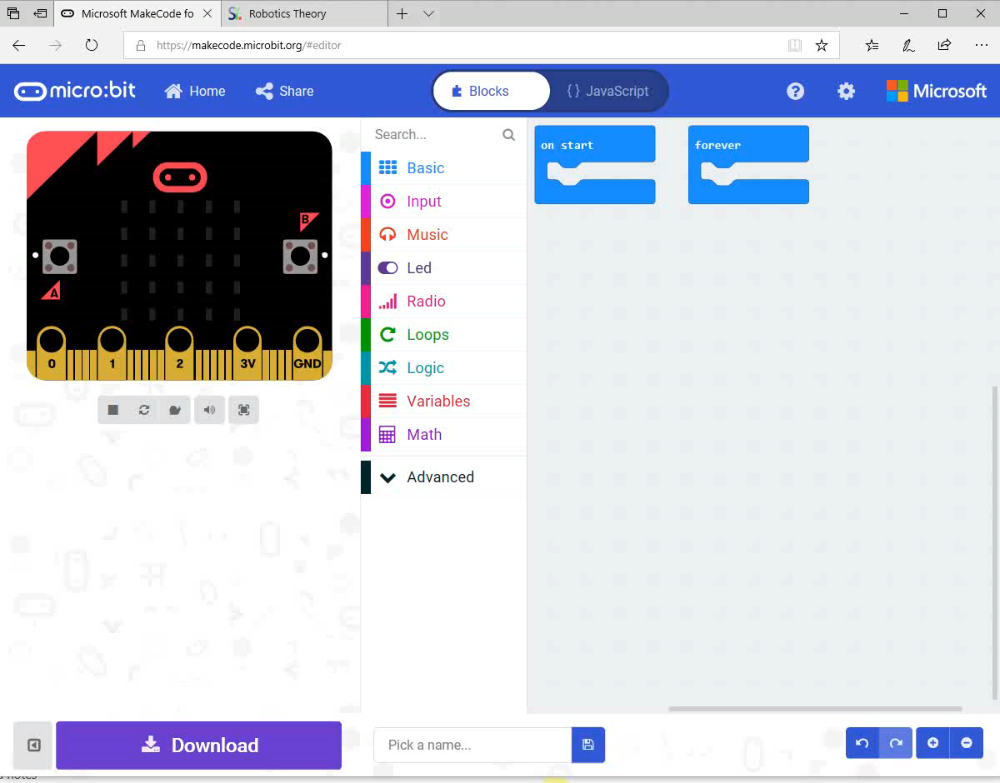 Microsoft MakeCode fo
Robotics Theory
https://makecode.microbit.org/#editor
micro:bit
Home
Share
Blocks
{ } JavaScript
Microsoft
B
A
0 1 2 3V GND
Search...
Basic
Input
Music
Led
Radio
Loops
Logic
Variables
Math
Advanced
on start
forever
Download
Pick a name...